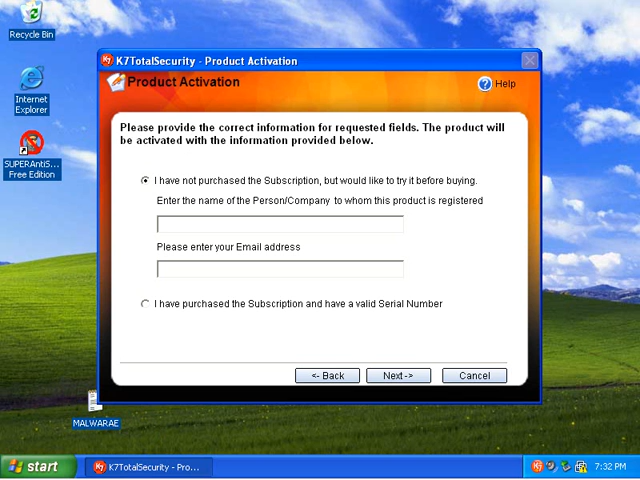 Recycle Bin
K7TotalSecurity - Product Activation
Product Activation
Help
Internet
Explorer
Please provide the correct information for requested fields. The product will
be activated with the information provided below.
SUPERAntiS...
Free Edition
I have not purchased the Subscription, but would like to try it before buying.
Enter the name of the Person/Company to whom this product is registered
Please enter your Email address
I have purchased the Subscription and have a valid Serial Number
<- Back
Next ->
Cancel
MALWARAE
start
K7TotalSecurity - Pro...
7:32 PM